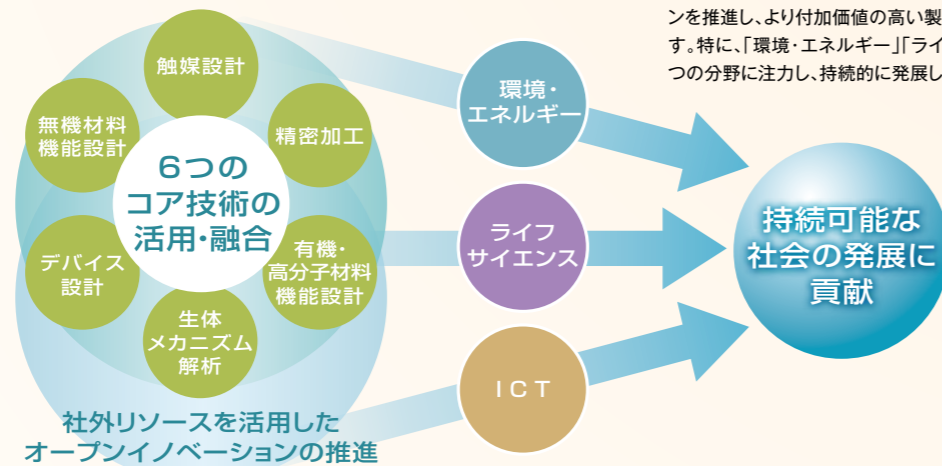 ンを推進し、より付加価値の高い製
す。特に、「環境・エネルギー」「ライ
つの分野に注力し、持続的に発展し
触媒設計
無機材料
機能設計
精密加工
6つの
コア技術の
活用・融合
デバイス
設計
有機・
高分子材料
機能設計
生体
メカニズム
解析
社外リソースを活用した
オープンイノベーションの推進
環境・
エネルギー
ライフ
サイエンス
ICT
持続可能な
社会の発展に
貢献